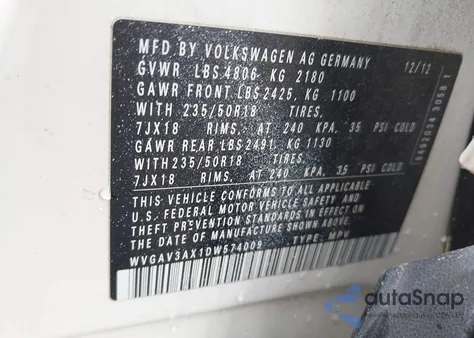 MFD BY VOLKSWAGEN AG GERMANY
GVWR LBS 4806 KG 2180 12/12
GAWR FRONT LBS 2425, KG 1100
WITH 235/50R18 TIRES,
7JX18 RIMS, AT 240 KPA, 35 PSI COLD
GAWR REAR LBS 2491, KG 1130
WITH 235/50R18 TIRES,
7JX18 RIMS, AT 240 KPA, 35 PSI COLD
THIS VEHICLE CONFORMS TO ALL APPLICABLE
U.S. FEDERAL MOTOR VEHICLE SAFETY AND
THEFT PREVENTION STANDARDS IN EFFECT ON
THE DATE OF MANUFACTURE SHOWN ABOVE.
WVGAV3AX1DW574009 TYPE: MPV
autoSnap